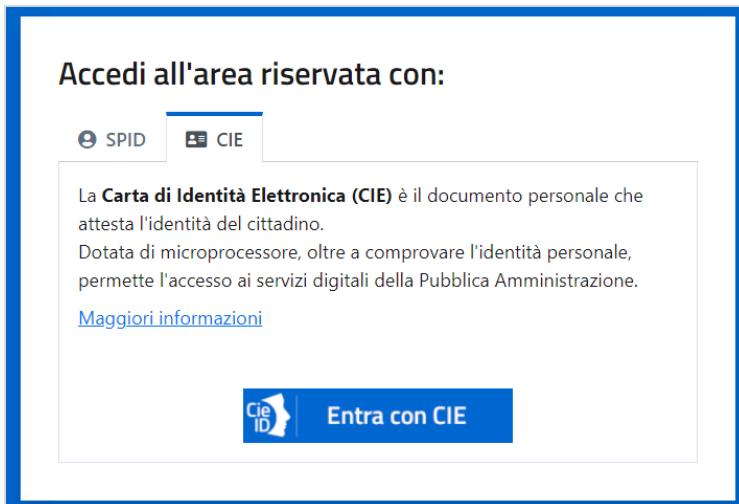 Accedi all'area riservata con:
SPID CIE
La Carta di Identità Elettronica (CIE) è il documento personale che
attesta l'identità del cittadino.
Dotata di microprocessore, oltre a comprovare l'identità personale,
permette l'accesso ai servizi digitali della Pubblica Amministrazione.
Maggiori informazioni
Cie
ID
Entra con CIE